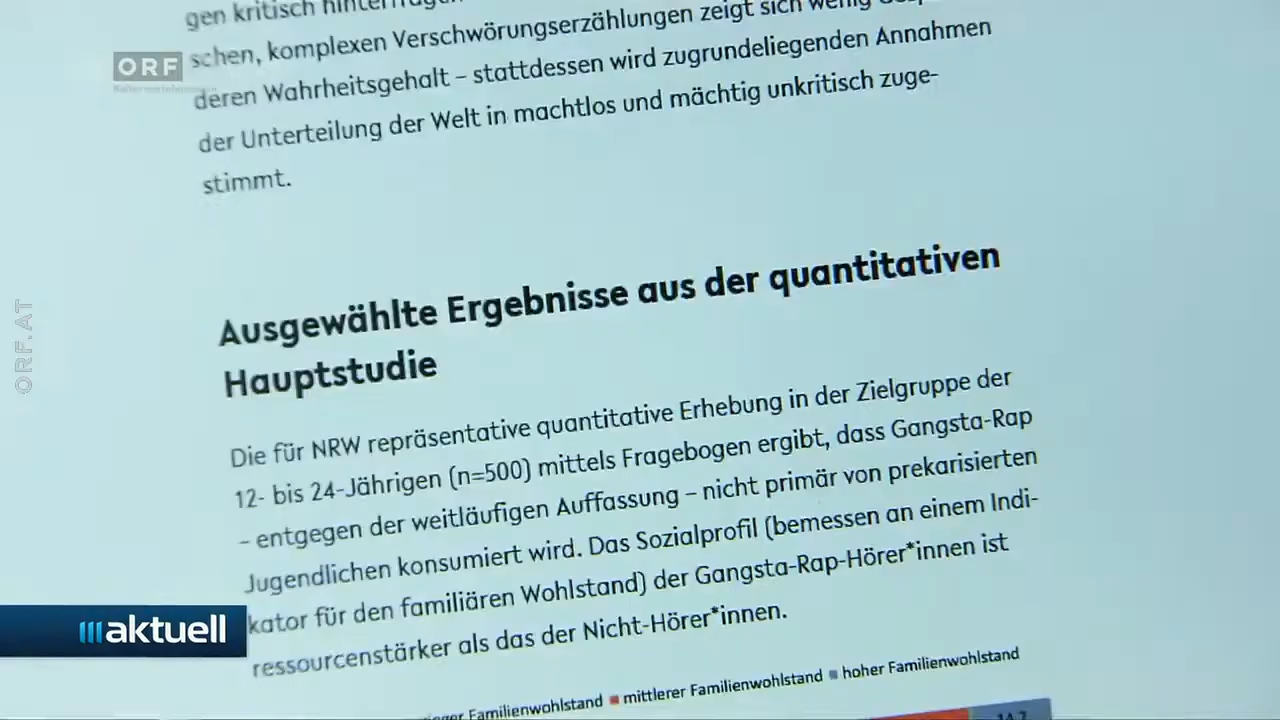 gen kritisch
schen, komplexen Verschwörungserzählungen zeigt sich wenig
deren Wahrheitsgehalt – stattdessen wird zugrundeliegenden Annahmen
der Unterteilung der Welt in machtlos und mächtig unkritisch zuge-
stimmt.
ORF
ORF.AT
Ausgewählte Ergebnisse aus der quantitativen
Hauptstudie
Die für NRW repräsentative quantitative Erhebung in der Zielgruppe der
12- bis 24-Jährigen (n=500) mittels Fragebogen ergibt, dass Gangsta-Rap
– entgegen der weitläufigen Auffassung – nicht primär von prekarisierten
Jugendlichen konsumiert wird. Das Sozialprofil (bemessen an einem Indi-
kator für den familiären Wohlstand) der Gangsta-Rap-Hörer*innen ist
ressourcenstärker als das der Nicht-Hörer*innen.
aktuell
Familienwohlstand mittlerer Familienwohlstand hoher Familienwohlstand